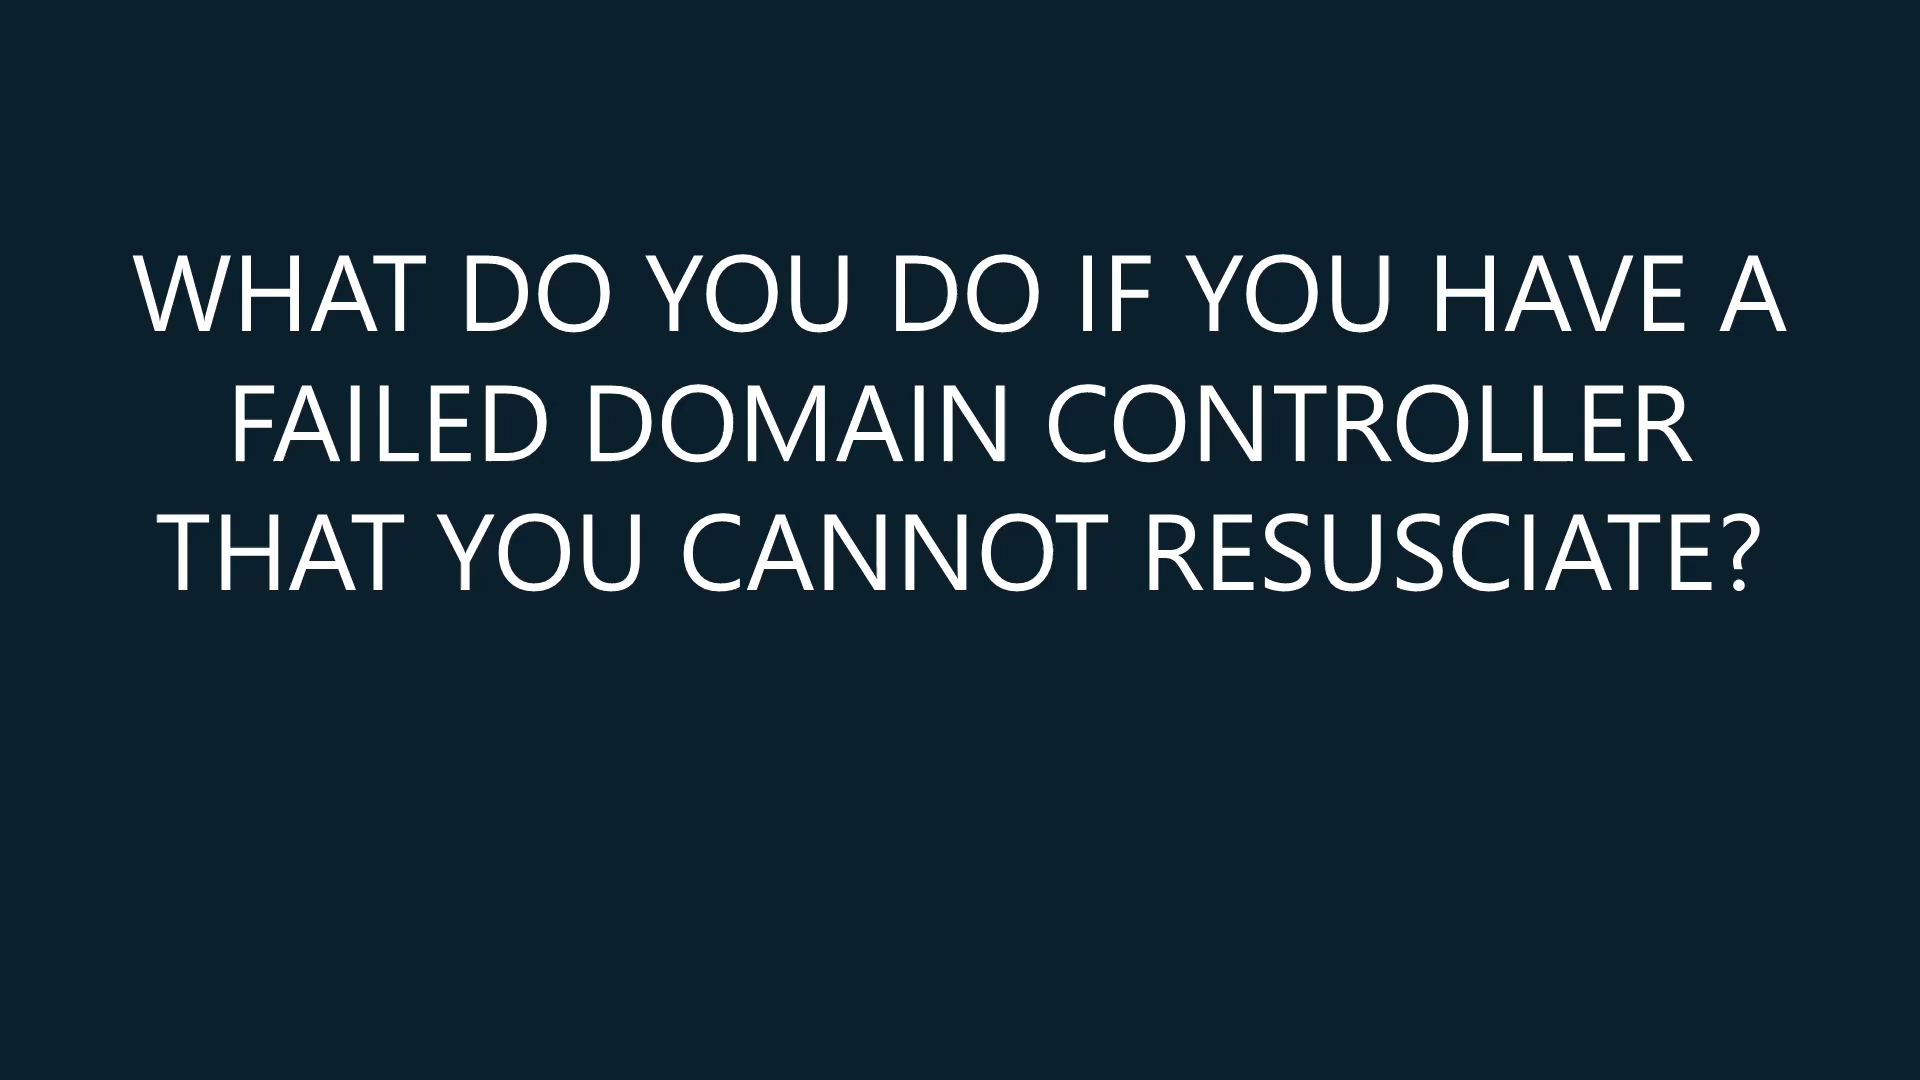 WHAT DO YOU DO IF YOU HAVE A
FAILED DOMAIN CONTROLLER
THAT YOU CANNOT RESUSCIATE?